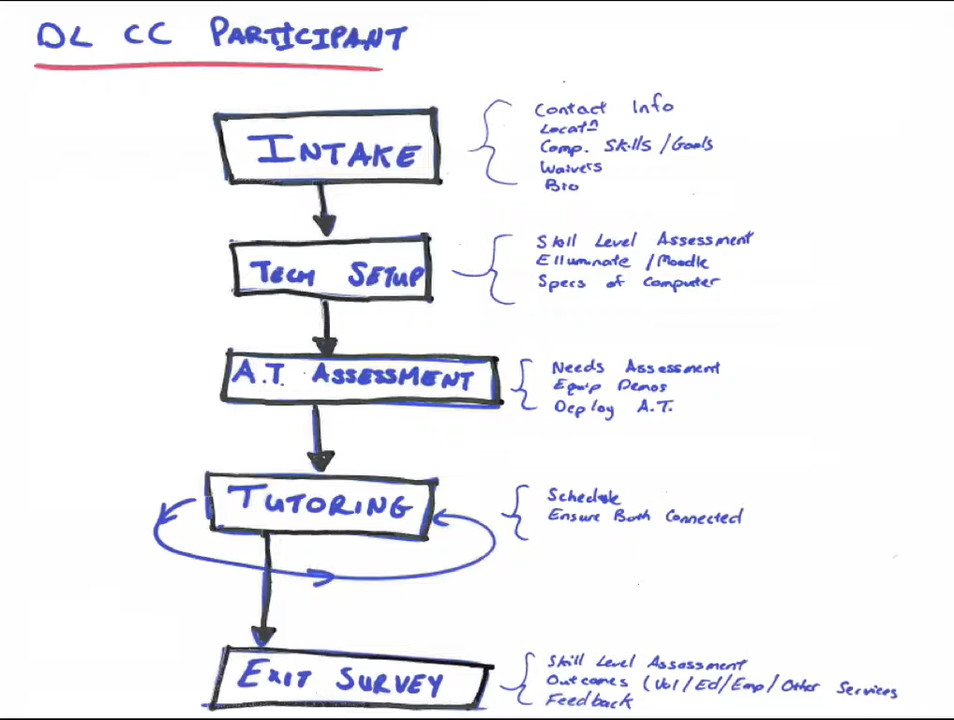 DL CC PARTICIPANT
INTAKE
Contact Info
Locatn
Comp. Skills / Goals
Waivers
Bio
TECH SETUP
Skill Level Assessment
Elluminate / Moodle
Specs of Computer
A.T. ASSESSMENT
Needs Assessment
Equip Demos
Deploy A.T.
TUTORING
Schedule
Ensure Both Connected
EXIT SURVEY
Skill Level Assessment
Outcomes (Vol / Ed / Emp / Other Services
Feedback